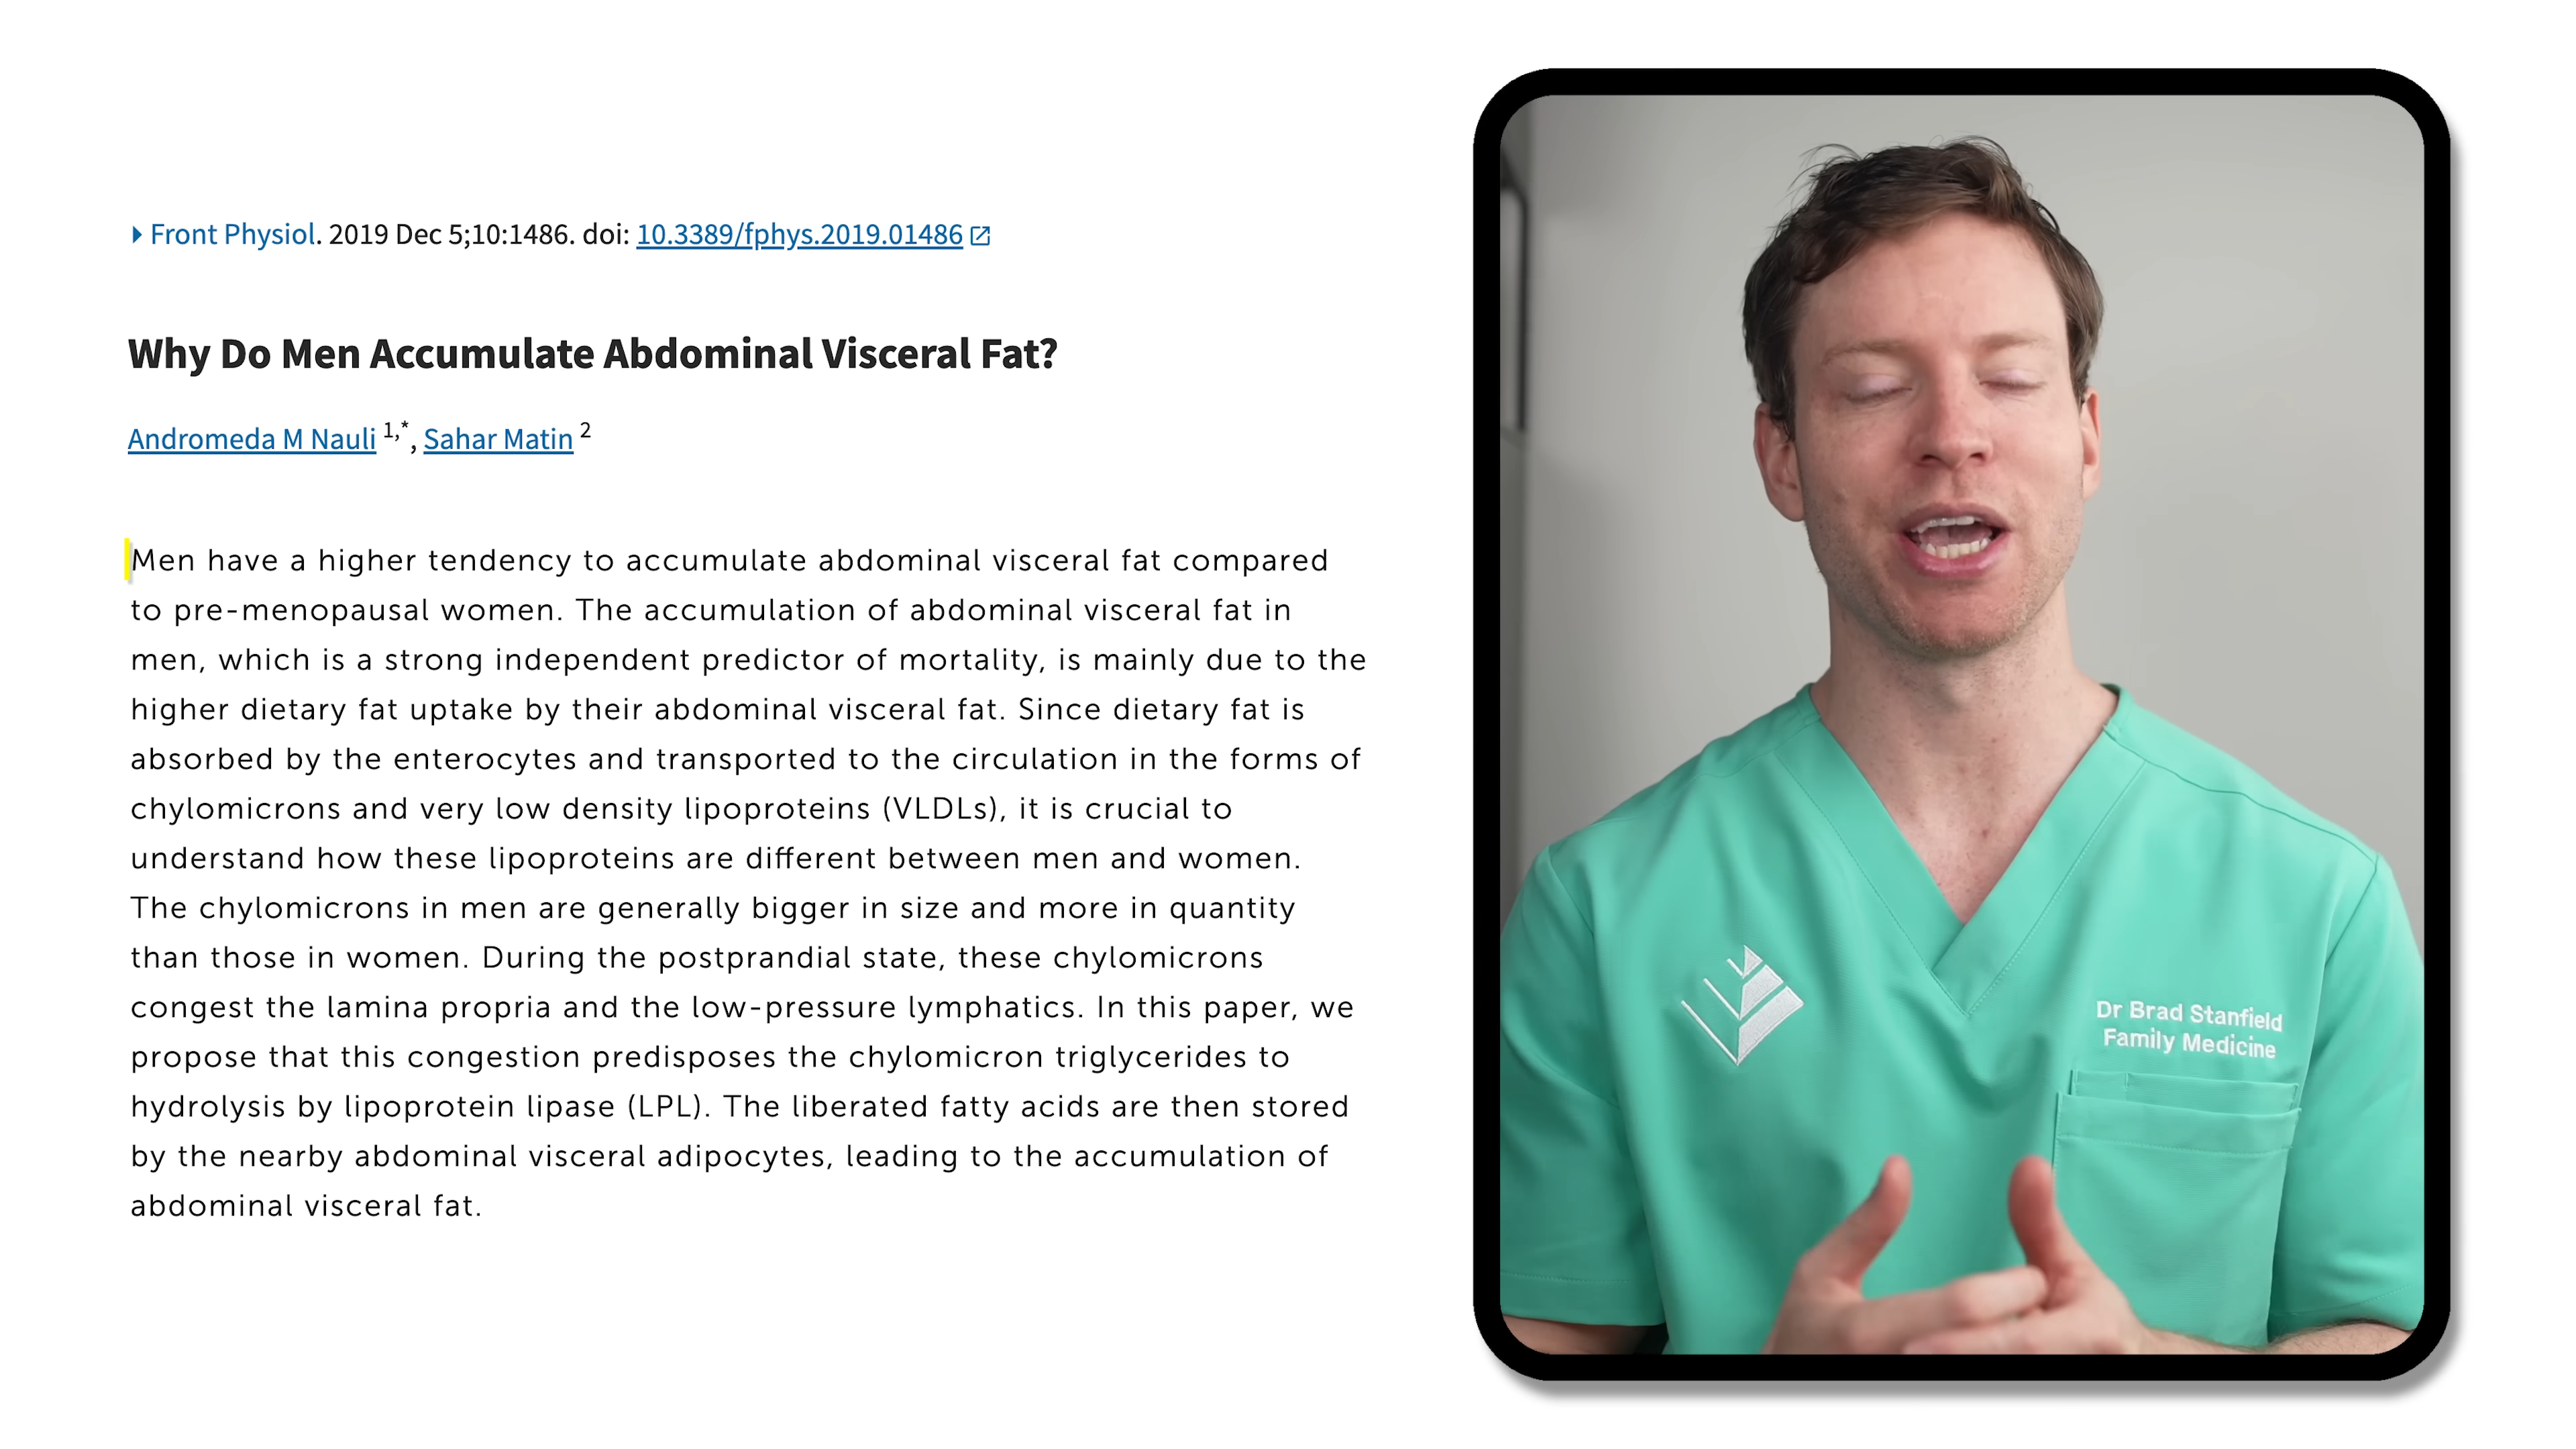 Front Physiol. 2019 Dec 5;10:1486. doi: 10.3389/fphys.2019.01486
Why Do Men Accumulate Abdominal Visceral Fat?
Andromeda M Nauli 1,*, Sahar Matin 2
Men have a higher tendency to accumulate abdominal visceral fat compared
to pre-menopausal women. The accumulation of abdominal visceral fat in
men, which is a strong independent predictor of mortality, is mainly due to the
higher dietary fat uptake by their abdominal visceral fat. Since dietary fat is
absorbed by the enterocytes and transported to the circulation in the forms of
chylomicrons and very low density lipoproteins (VLDLs), it is crucial to
understand how these lipoproteins are different between men and women.
The chylomicrons in men are generally bigger in size and more in quantity
than those in women. During the postprandial state, these chylomicrons
congest the lamina propria and the low-pressure lymphatics. In this paper, we
propose that this congestion predisposes the chylomicron triglycerides to
hydrolysis by lipoprotein lipase (LPL). The liberated fatty acids are then stored
by the nearby abdominal visceral adipocytes, leading to the accumulation of
abdominal visceral fat.
Dr Brad Stanfield
Family Medicine